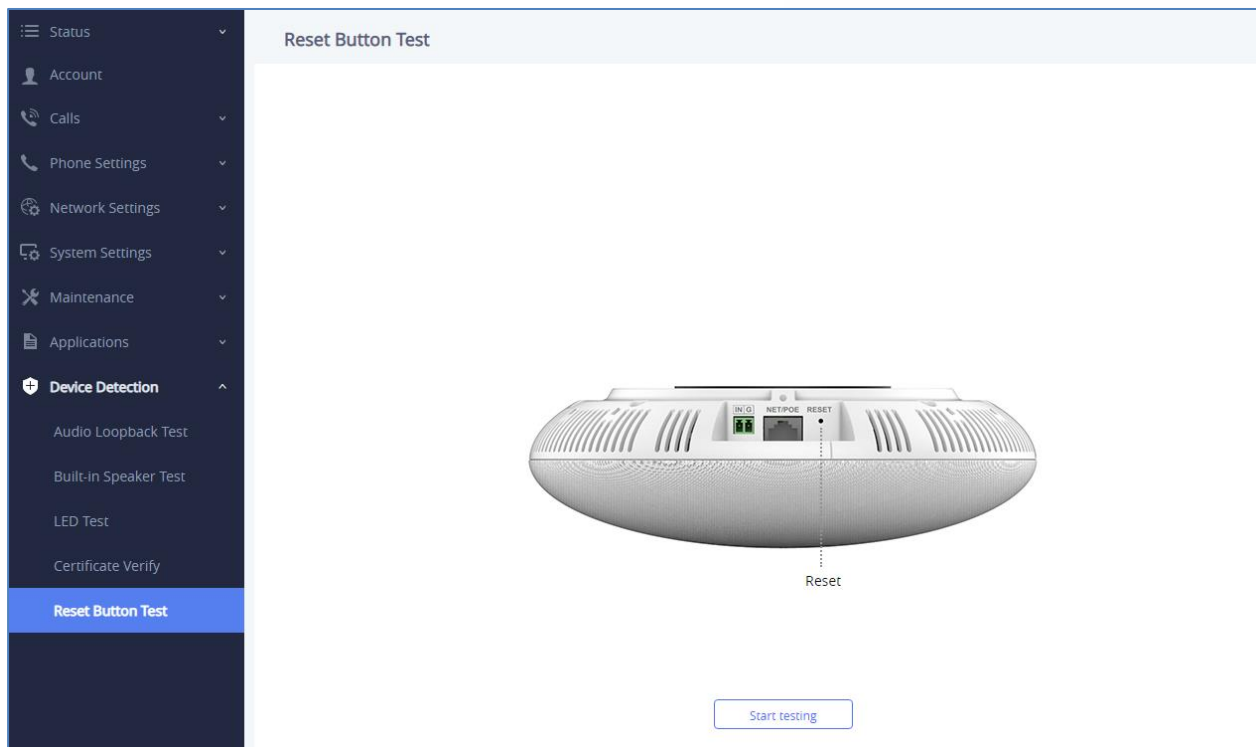 Status
Account
Calls
Phone Settings
Network Settings
System Settings
Maintenance
Applications
Device Detection
Audio Loopback Test
Built-in Speaker Test
LED Test
Certificate Verify
Reset Button Test
Reset Button Test
IN G NET/POE RESET
Reset
Start testing